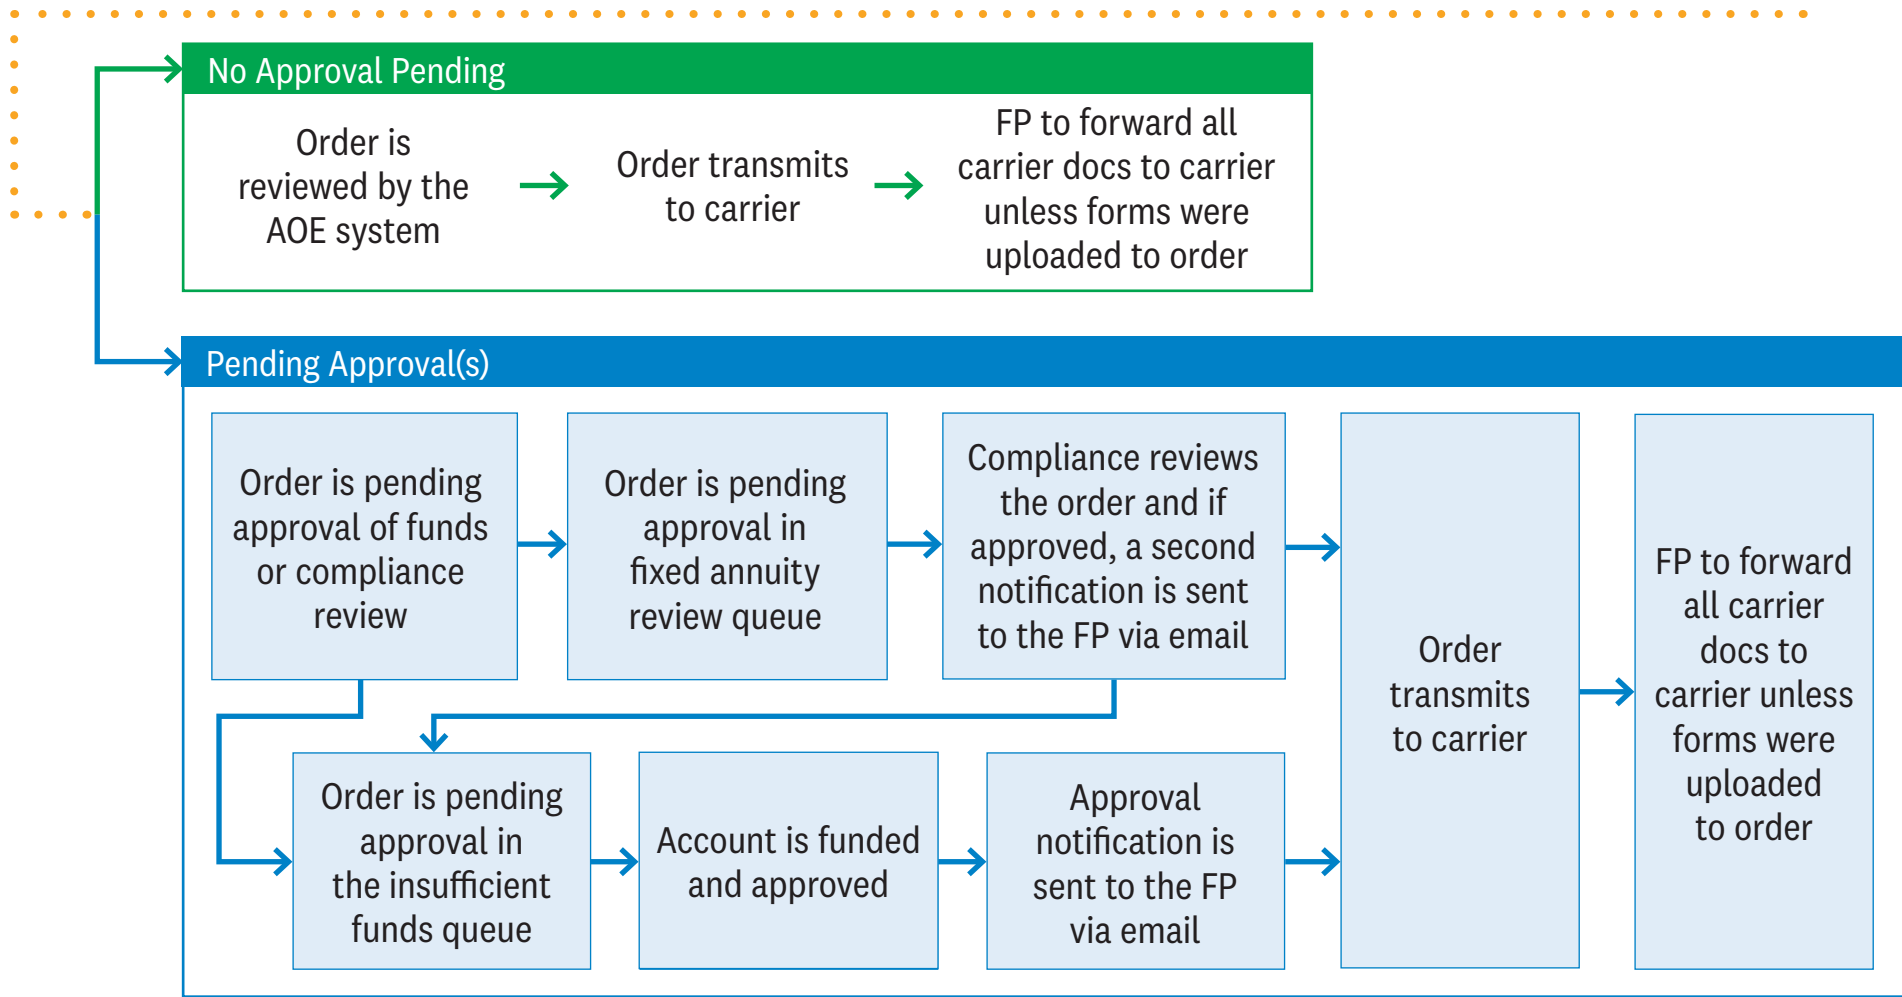 No Approval Pending
Order is
reviewed by the
AOE system
Order transmits
to carrier
FP to forward all
carrier docs to carrier
unless forms were
uploaded to order
Pending Approval(s)
Order is pending
approval of funds
or compliance
review
Order is pending
approval in
fixed annuity
review queue
Compliance reviews
the order and if
approved, a second
notification is sent
to the FP via email
Order is pending
approval in
the insufficient
funds queue
Account is funded
and approved
Approval
notification is
sent to the FP
via email
Order
transmits
to carrier
FP to forward
all carrier
docs to
carrier unless
forms were
uploaded
to order